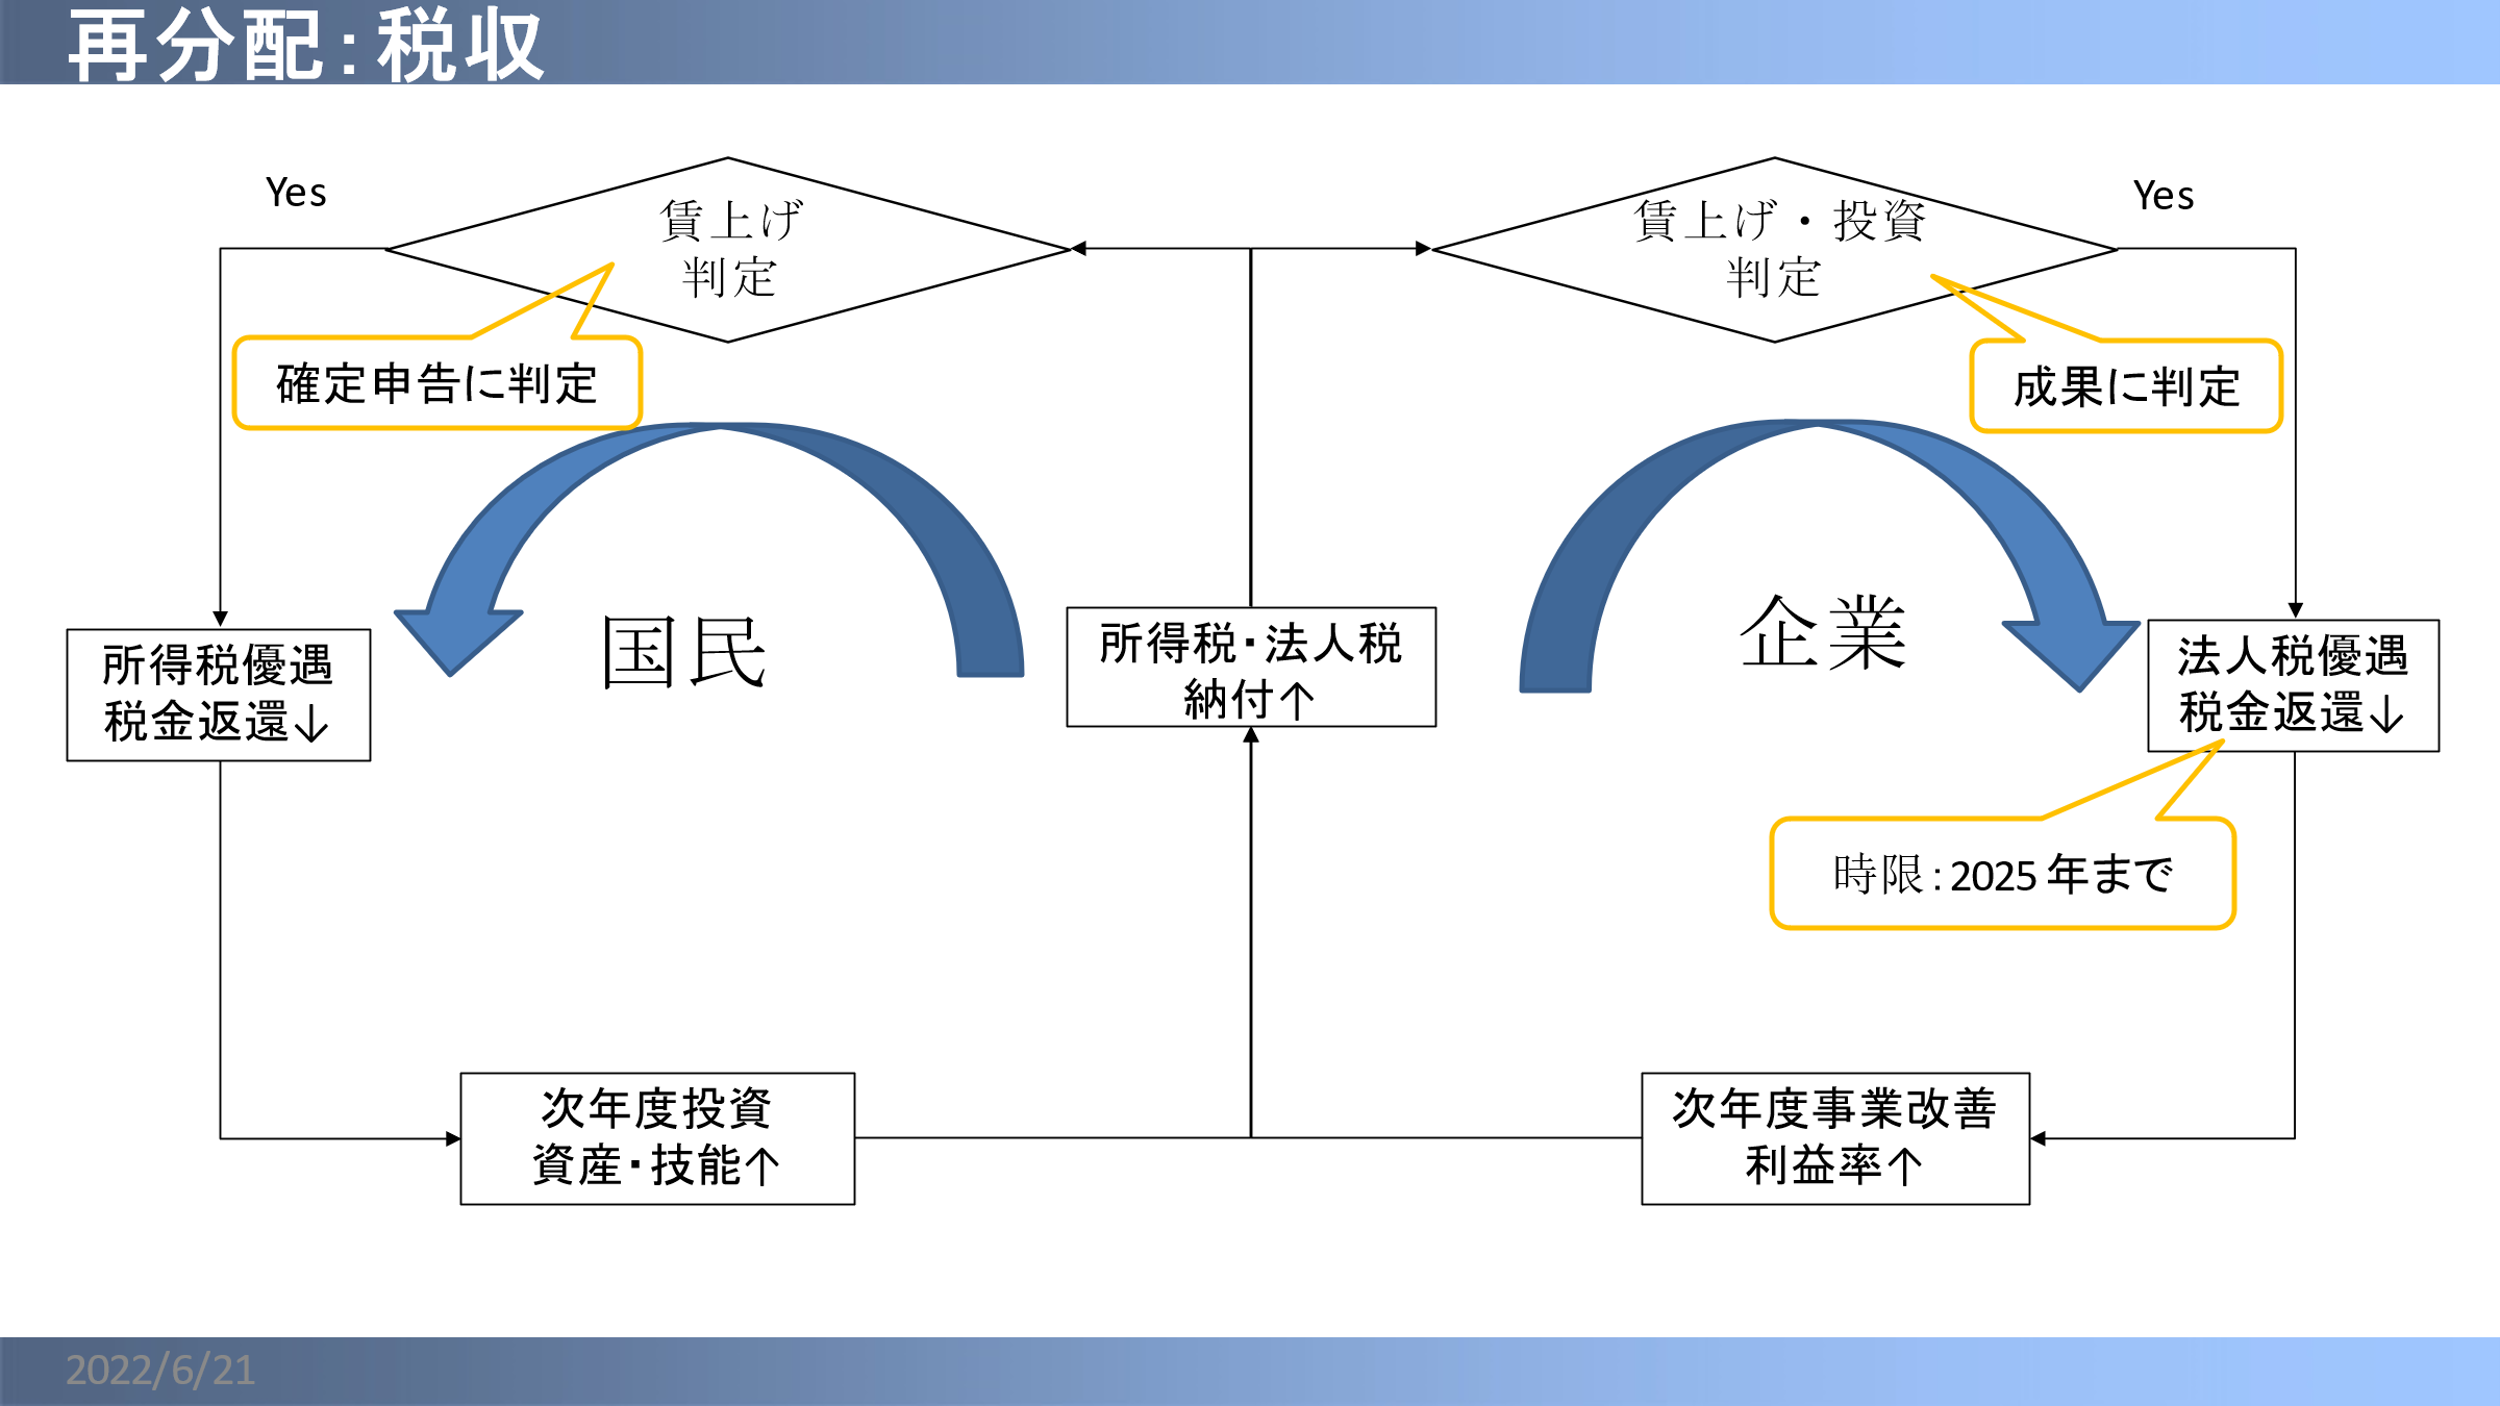 再分配：税収
Yes
賃上げ
判定
賃上げ・投資
判定
Yes
確定申告に判定
成果に判定
国民
企業
所得税・法人税
納付↑
所得税優遇
税金返還↓
法人税優遇
税金返還↓
時限：2025年まで
次年度投資
資産・技能↑
次年度事業改善
利益率↑
2022/6/21